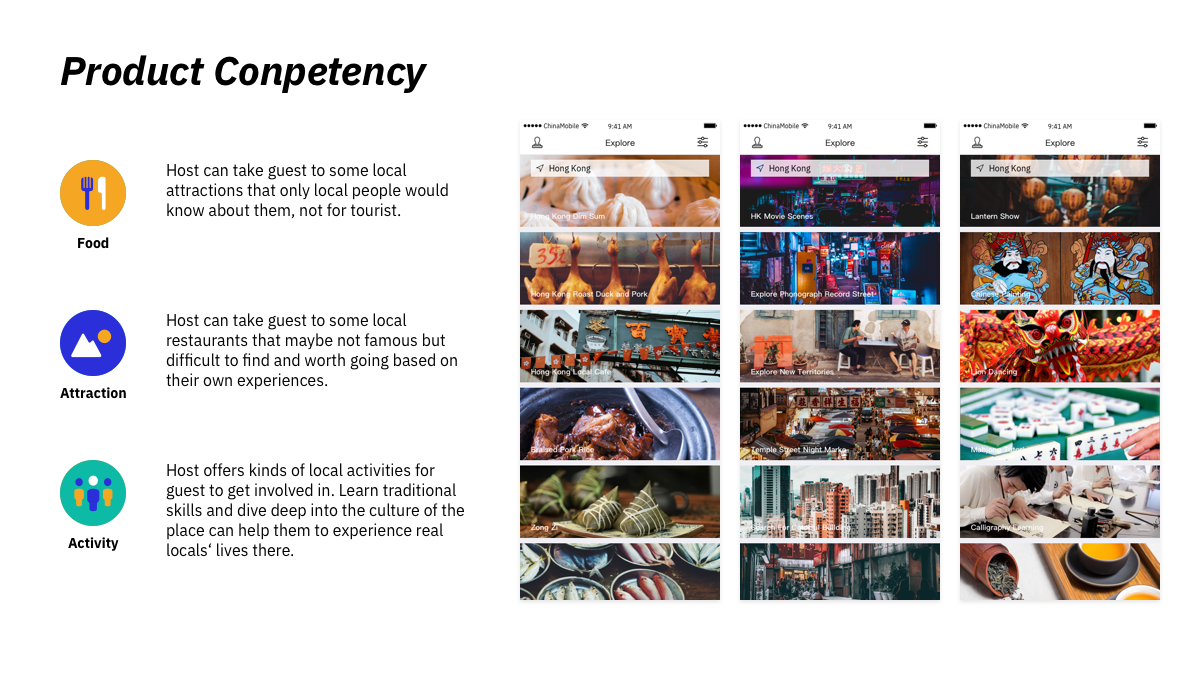 Product Conpetency
Food
Host can take guest to some local
attractions that only local people would
know about them, not for tourist.
Attraction
Host can take guest to some local
restaurants that maybe not famous but
difficult to find and worth going based on
their own experiences.
Activity
Host offers kinds of local activities for
guest to get involved in. Learn traditional
skills and dive deep into the culture of the
place can help them to experience real
locals‘ lives there.
ChinaMobile 9:41 AM
Explore
Hong Kong
Hong Kong Dim Sum
352
Hong Kong Roast Duck and Pork
Hong Kong Local Cafe
Braised Pork Rice
Zong Zi
ChinaMobile 9:41 AM
Explore
Hong Kong
HK Movie Scenes
Explore Phonograph Record Street
Explore New Territories
Temple Street Night Marke
Search For Colorful Building
ChinaMobile 9:41 AM
Explore
Hong Kong
Lantern Show
Chinese Painting
Lion Dancing
Calligraphy Learning